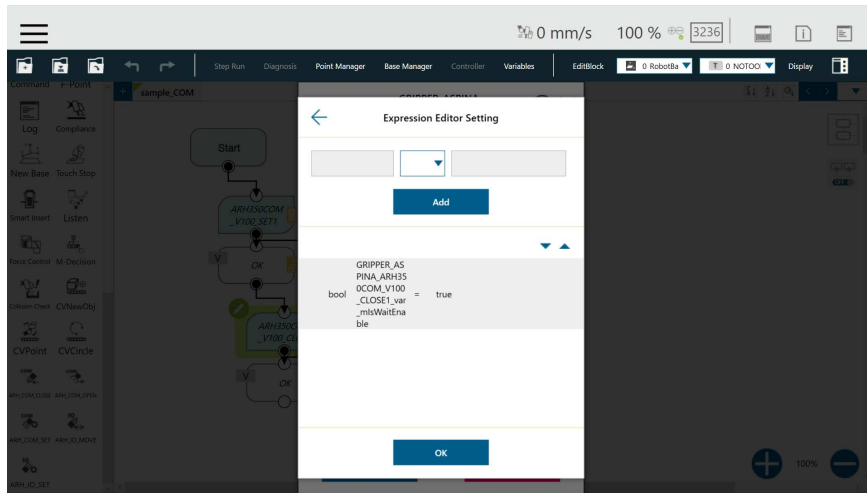 0 mm/s 100 % 3236
Step Run Diagnosis Point Manager Base Manager Controller Variables EditBlock 0 RobotBa T 0 NOTOO Display
Command F-Point
+ sample_COM
Expression Editor Setting
Log Compliance
Start
New Base Touch Stop
Add
Smart Insert Listen
ARH350COM
_V100_SET1
Force Control M-Decision
V OK
GRIPPER_AS
PINA_ARH35
0COM_V100
bool _CLOSE1_var = true
_mIsWaitEna
ble
Collision Check CVNewObj
ARH350C
_V100_CL
CVPoint CVCircle
V OK
ARH_COM_CLOSE ARH_COM_OPEN
ARH_COM_SET ARH_IO_MOVE
OK
100%
ARH_IO_SET